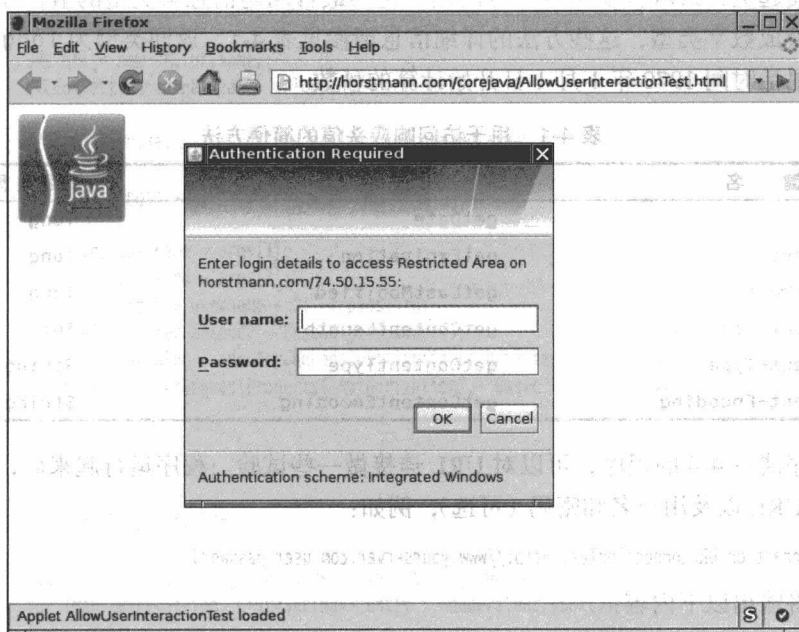 Mozilla Firefox
File Edit View History Bookmarks Tools Help
http://horstmann.com/corejava/AllowUserInteractionTest.html
Java
Authentication Required
Enter login details to access Restricted Area on
horstmann.com/74.50.15.55:
User name:
Password:
OK Cancel
Authentication scheme: Integrated Windows
Applet AllowUserInteractionTest loaded
S